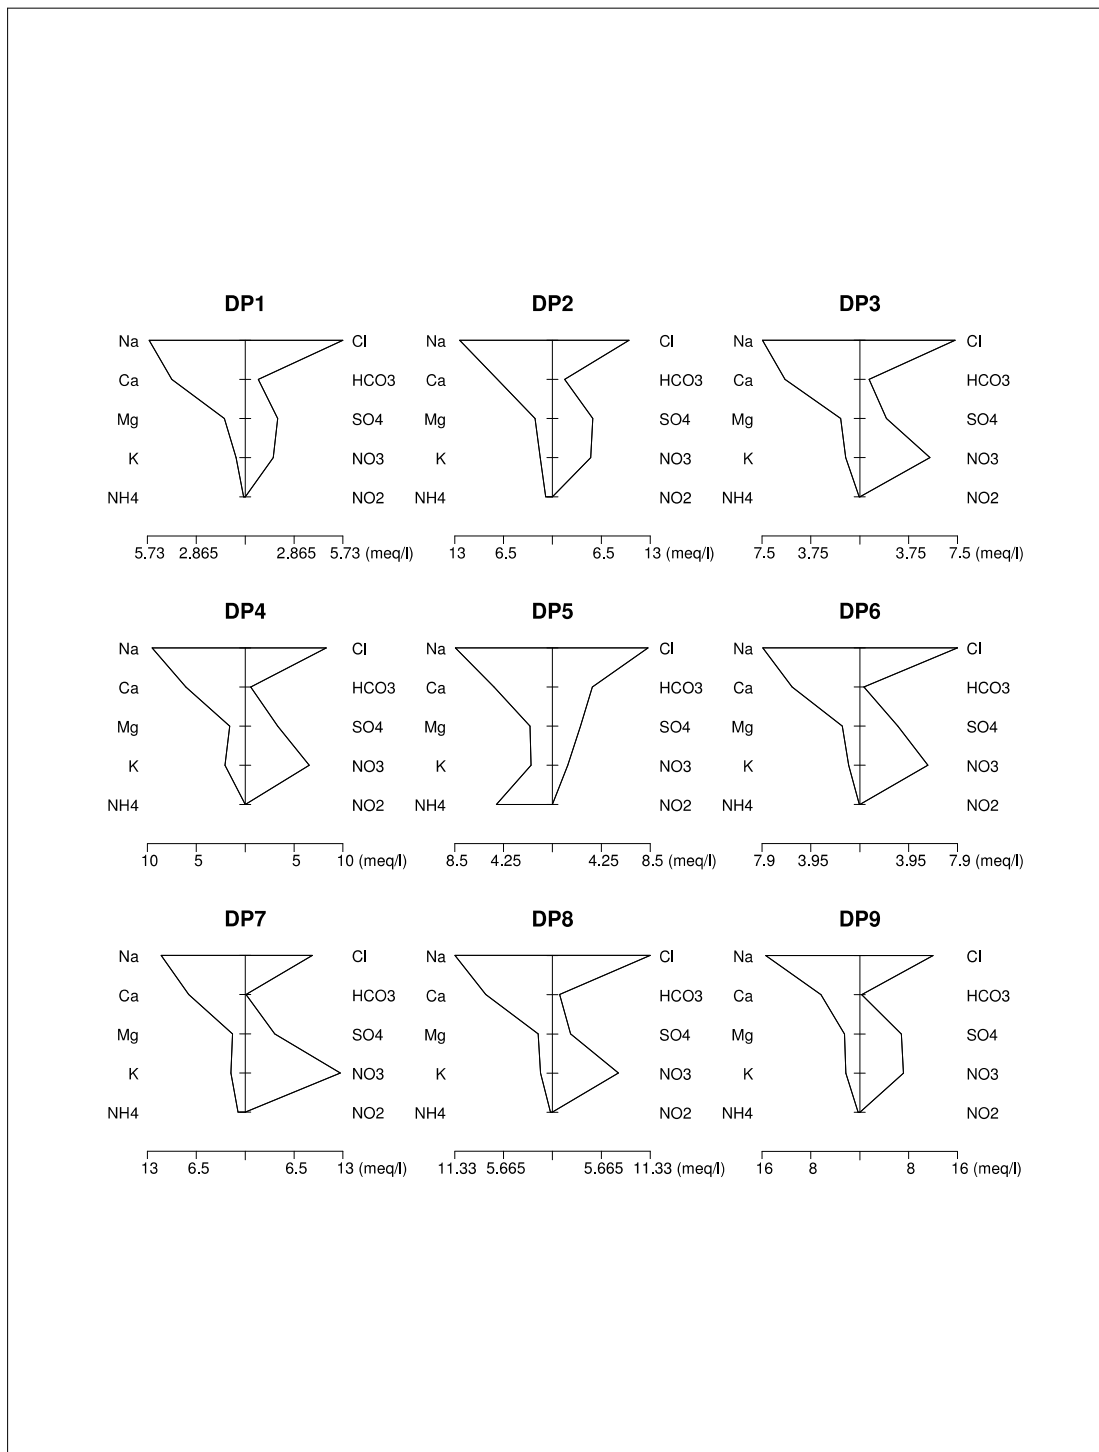 DP1 DP2 DP3
Na Cl Na Cl Na Cl
Ca HCO3 Ca HCO3 Ca HCO3
Mg SO4 Mg SO4 Mg SO4
K NO3 K NO3 K NO3
NH4 NO2 NH4 NO2 NH4 NO2
5.73 2.865 2.865 5.73 (meq/l) 13 6.5 6.5 13 (meq/l) 7.5 3.75 3.75 7.5 (meq/l)
DP4 DP5 DP6
Na Cl Na Cl Na Cl
Ca HCO3 Ca HCO3 Ca HCO3
Mg SO4 Mg SO4 Mg SO4
K NO3 K NO3 K NO3
NH4 NO2 NH4 NO2 NH4 NO2
10 5 5 10 (meq/l) 8.5 4.25 4.25 8.5 (meq/l) 7.9 3.95 3.95 7.9 (meq/l)
DP7 DP8 DP9
Na Cl Na Cl Na Cl
Ca HCO3 Ca HCO3 Ca HCO3
Mg SO4 Mg SO4 Mg SO4
K NO3 K NO3 K NO3
NH4 NO2 NH4 NO2 NH4 NO2
13 6.5 6.5 13 (meq/l) 11.33 5.665 5.665 11.33 (meq/l) 16 8 8 16 (meq/l)